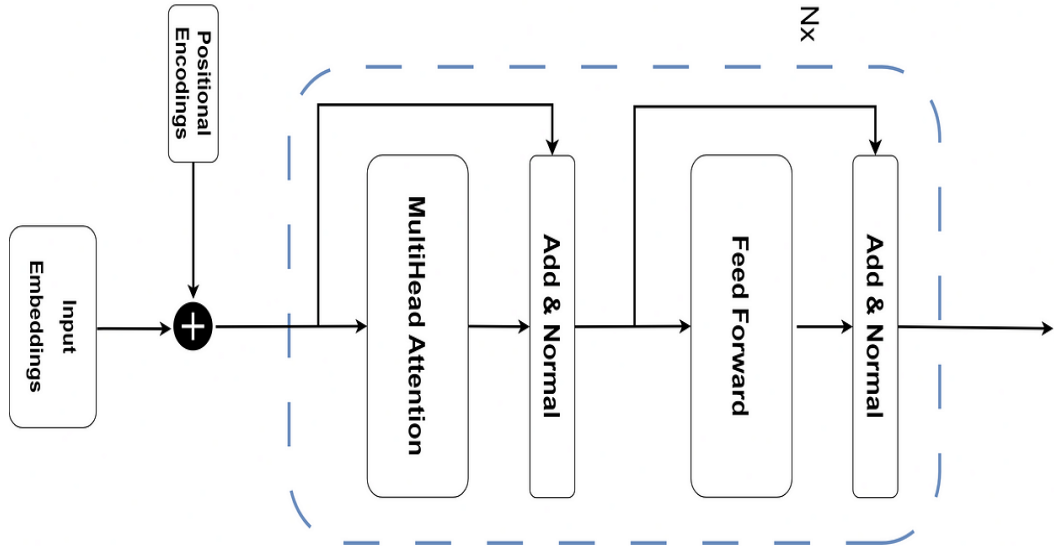 Nx
Positional
Encodings
Input
Embeddings
MultiHead Attention
Add & Normal
Feed Forward
Add & Normal